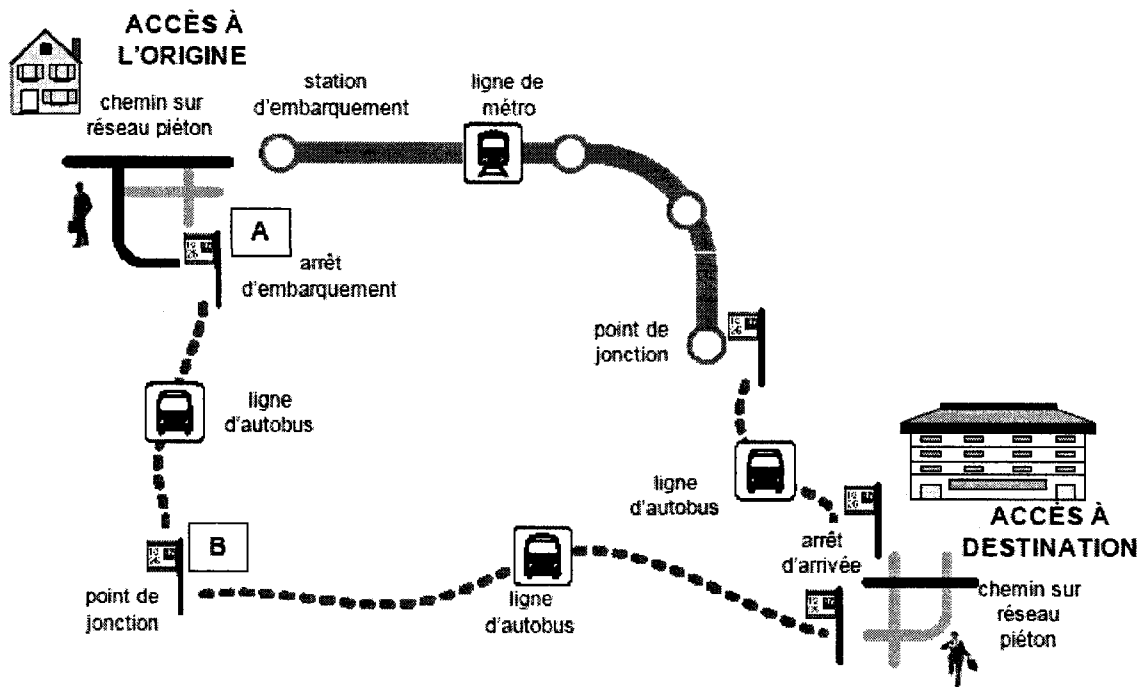 ACCÈS À
L'ORIGINE
chemin sur
réseau piéton
station
d'embarquement
ligne de
métro
A
arrêt
d'embarquement
point de
jonction
ligne
d'autobus
ligne
d'autobus
ACCÈS À
DESTINATION
B
point de
jonction
ligne
d'autobus
arrêt
d'arrivée
chemin sur
réseau
piéton